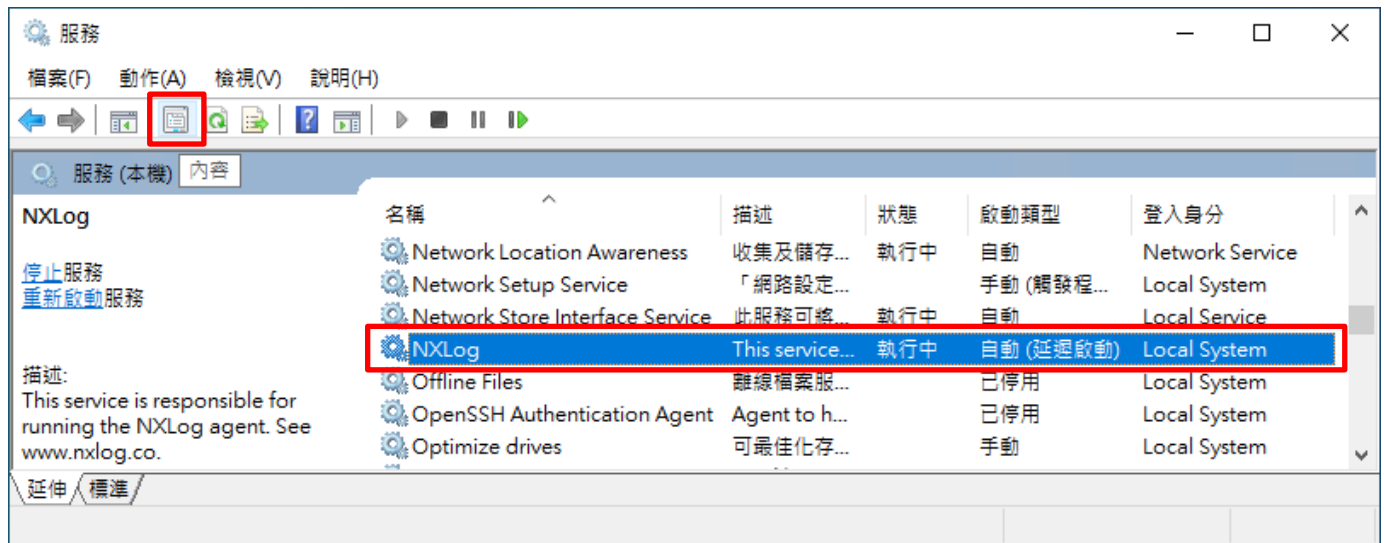 服務
檔案(F) 動作(A) 檢視(V) 說明(H)
服務 (本機) 內容
NXLog
停止服務
重新啟動服務
描述:
This service is responsible for
running the NXLog agent. See
www.nxlog.co.
名稱 描述 狀態 啟動類型 登入身分
Network Location Awareness 收集及儲存... 執行中 自動 Network Service
Network Setup Service 「網路設定... 手動 (觸發程... Local System
Network Store Interface Service 此服務可將... 執行中 自動 Local Service
NXLog This service... 執行中 自動 (延遲啟動) Local System
Offline Files 離線檔案服... 已停用 Local System
OpenSSH Authentication Agent Agent to h... 已停用 Local System
Optimize drives 可最佳化存... 手動 Local System
延伸 標準